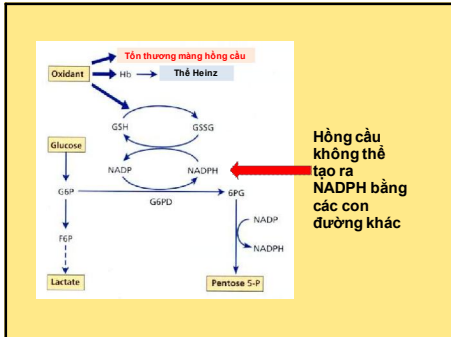 Tổn thương màng hồng cầu
Oxidant
Hb
Thể Heinz
GSH
GSSG
Glucose
NADP
NADPH
G6P
G6PD
6PG
F6P
NADP
NADPH
Lactate
Pentose 5-P
Hồng cầu
không thể
tạo ra
NADPH bằng
các con
đường khác